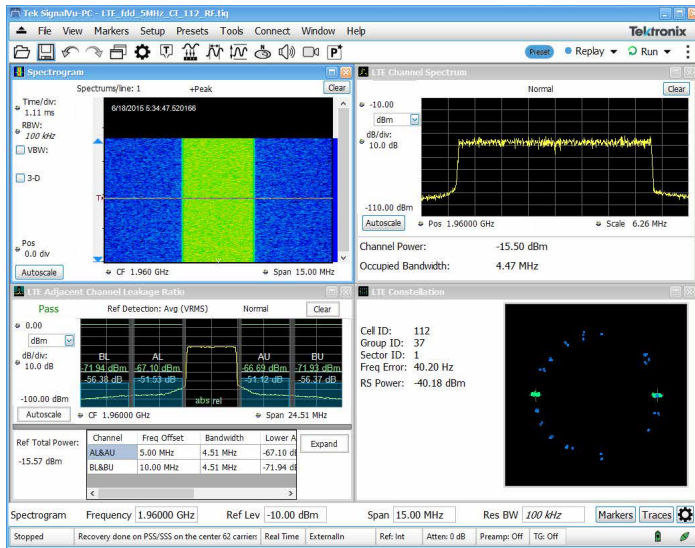 Tek SignalVu-PC - LTE_fdd_5MHz_CI_112_RF.tiq
File View Markers Setup Presets Tools Connect Window Help
Tektronix
Preset Replay Run
Spectrogram
Spectrums/line: 1 +Peak Clear
Time/div:
1.11 ms
RBW:
100 kHz
VBW:
3-D
Pos
0.0 div
Autoscale
6/18/2015 5:34:47.520166
T
CF 1.960 GHz Span 15.00 MHz
LTE Channel Spectrum
Normal Clear
-10.00
dBm
dB/div:
10.0 dB
-110.00 dBm
Autoscale Pos 1.96000 GHz Scale 6.26 MHz
Channel Power: -15.50 dBm
Occupied Bandwidth: 4.47 MHz
LTE Adjacent Channel Leakage Ratio
Pass Ref Detection: Avg (VRMS) Normal Clear
0.00
dBm
dB/div:
10.0 dB
-100.00 dBm
BL AL AU BU
-71.94 dBm -67.10 dBm -66.69 dBm -71.93 dBm
-56.38 dB -51.53 dB -51.12 dB -56.37 dB
abs rel
Autoscale CF 1.96000 GHz Span 24.51 MHz
Ref Total Power:
-15.57 dBm
Channel Freq Offset Bandwidth Lower A
AL&AU 5.00 MHz 4.51 MHz -67.10 dB
BL&BU 10.00 MHz 4.51 MHz -71.94 dB
Expand
LTE Constellation
Cell ID: 112
Group ID: 37
Sector ID: 1
Freq Error: 40.20 Hz
RS Power: -40.18 dBm
Spectrogram Frequency 1.96000 GHz Ref Lev -10.00 dBm Span 15.00 MHz Res BW 100 kHz Markers Traces
Stopped Recovery done on PSS/SSS on the center 62 carriers Real Time ExternalIn Ref: Int Atten: 0 dB Preamp: Off TG: Off